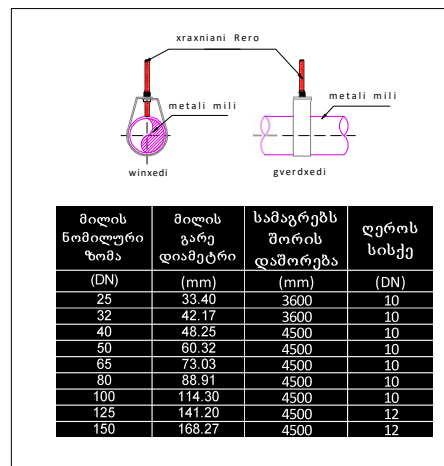 xraxniani Rero
metali mili
metali mili
winxedi
gverdxedi
მილის ნომილური ზომა
მილის გარე დიამეტრი
სამაგრებს შორის დაშორება
ღეროს სისქე
(DN) (mm) (mm) (DN)
25 33.40 3600 10
32 42.17 3600 10
40 48.25 4500 10
50 60.32 4500 10
65 73.03 4500 10
80 88.91 4500 10
100 114.30 4500 10
125 141.20 4500 12
150 168.27 4500 12